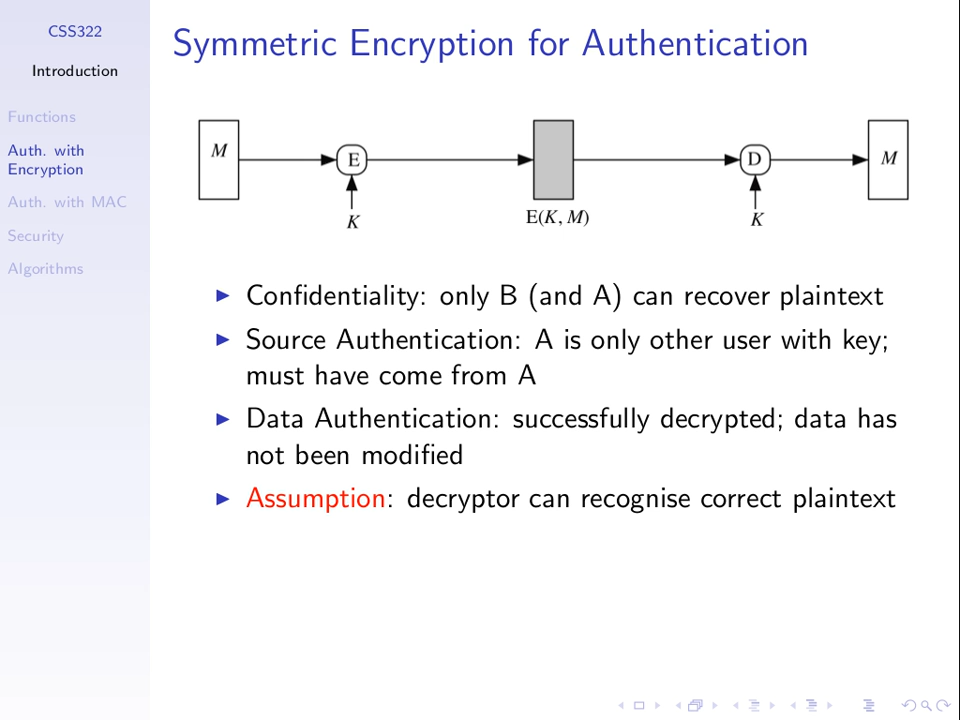 CSS322
Introduction
Functions
Auth. with
Encryption
Auth. with MAC
Security
Algorithms
Symmetric Encryption for Authentication
M
E
D
M
K
E(K, M)
K
Confidentiality: only B (and A) can recover plaintext
Source Authentication: A is only other user with key;
must have come from A
Data Authentication: successfully decrypted; data has
not been modified
Assumption: decryptor can recognise correct plaintext